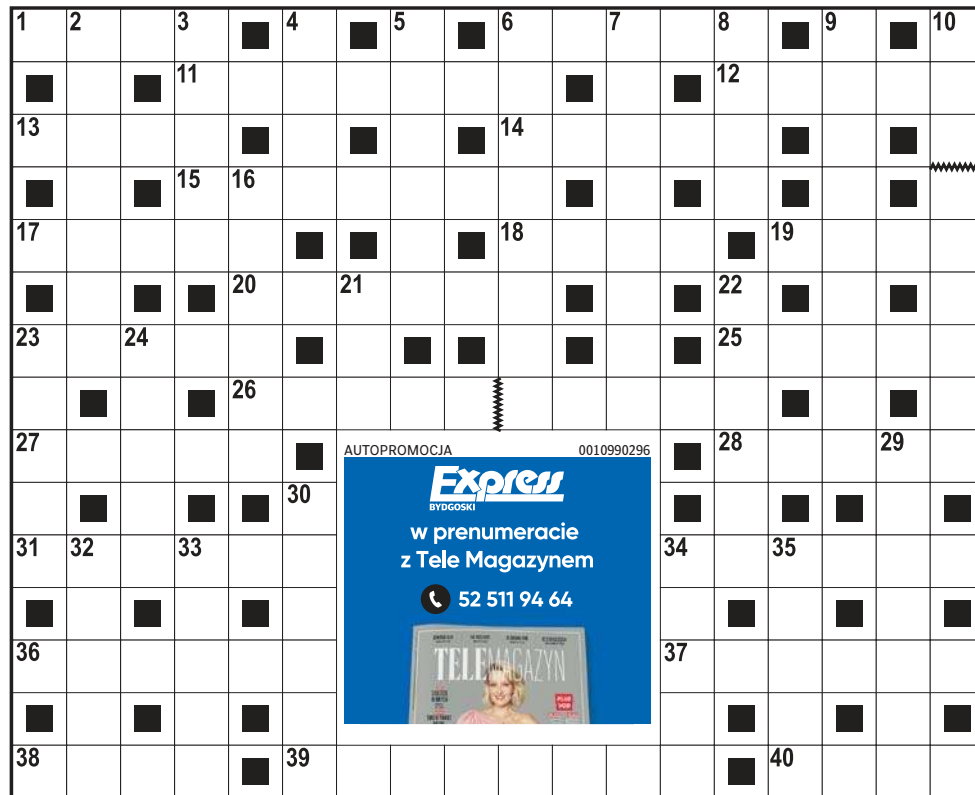 1 2 3 4 5 6 7 8 9 10
11 12
13 14
15 16
17 18 19
20 21 22
23 24 25
26
27 28 29
AUTOPROMOCJA 0010990296
Express
BYDGOSKI
30
w prenumeracie
z Tele Magazynem
31 32 33 34 35
52 511 94 64
36 37
TELEMAGAZYN
38 39 40